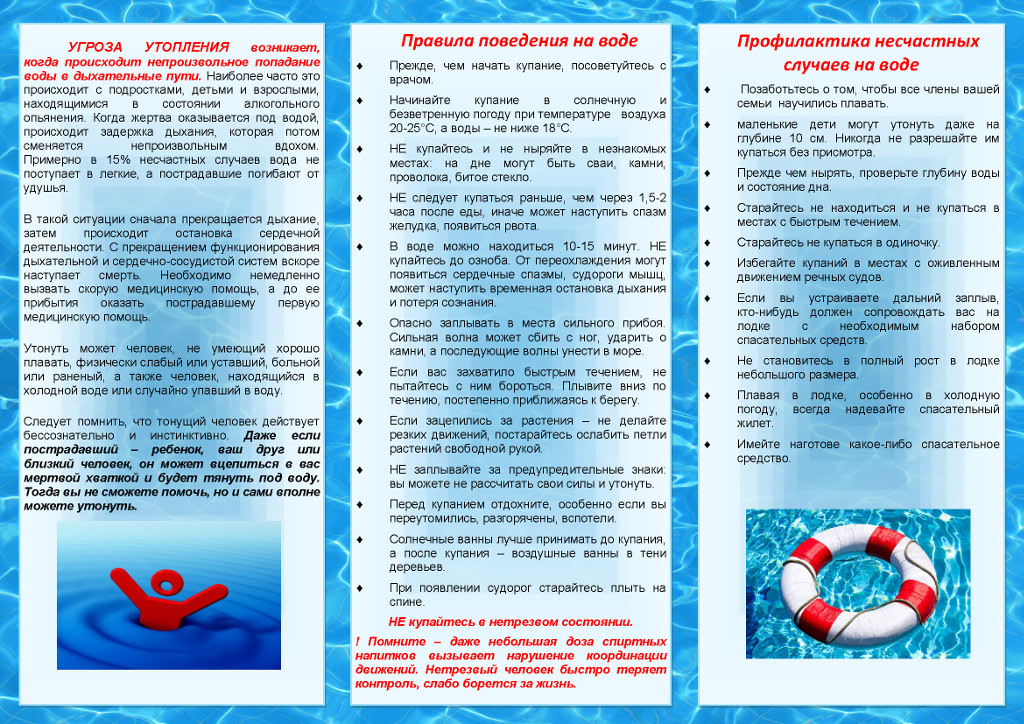 УГРОЗА УТОПЛЕНИЯ возникает,
когда происходит непроизвольное попадание
воды в дыхательные пути. Наиболее часто это
происходит с подростками, детьми и взрослыми,
находящимися в состоянии алкогольного
опьянения. Когда жертва оказывается под водой,
происходит задержка дыхания, которая потом
сменяется непроизвольным вдохом.
Примерно в 15% несчастных случаев вода не
поступает в легкие, а пострадавшие погибают от
удушья.
В такой ситуации сначала прекращается дыхание,
затем происходит остановка сердечной
деятельности. С прекращением функционирования
дыхательной и сердечно-сосудистой систем вскоре
наступает смерть. Необходимо немедленно
вызвать скорую медицинскую помощь, а до ее
прибытия оказать пострадавшему первую
медицинскую помощь.
Утонуть может человек, не умеющий хорошо
плавать, физически слабый или уставший, больной
или раненый, а также человек, находящийся в
холодной воде или случайно упавший в воду.
Следует помнить, что тонущий человек действует
бессознательно и инстинктивно. Даже если
пострадавший – ребенок, ваш друг или
близкий человек, он может вцепиться в вас
мертвой хваткой и будет тянуть под воду.
Тогда вы не сможете помочь, но и сами вполне
можете утонуть.
Правила поведения на воде
♦ Прежде, чем начать купание, посоветуйтесь с
врачом.
♦ Начинайте купание в солнечную и
безветренную погоду при температуре воздуха
20-25°С, а воды – не ниже 18°С.
♦ НЕ купайтесь и не ныряйте в незнакомых
местах: на дне могут быть сваи, камни,
проволока, битое стекло.
♦ НЕ следует купаться раньше, чем через 1,5-2
часа после еды, иначе может наступить спазм
желудка, появиться рвота.
♦ В воде можно находиться 10-15 минут. НЕ
купайтесь до озноба. От переохлаждения могут
появиться сердечные спазмы, судороги мышц,
может наступить временная остановка дыхания
и потеря сознания.
♦ Опасно заплывать в места сильного прибоя.
Сильная волна может сбить с ног, ударить о
камни, а последующие волны унести в море.
♦ Если вас захватило быстрым течением, не
пытайтесь с ним бороться. Плывите вниз по
течению, постепенно приближаясь к берегу.
♦ Если зацепились за растения – не делайте
резких движений, постарайтесь ослабить петли
растений свободной рукой.
♦ НЕ заплывайте за предупредительные знаки:
вы можете не рассчитать свои силы и утонуть.
♦ Перед купанием отдохните, особенно если вы
переутомились, разгорячены, вспотели.
♦ Солнечные ванны лучше принимать до купания,
а после купания – воздушные ванны в тени
деревьев.
♦ При появлении судорог старайтесь плыть на
спине.
НЕ купайтесь в нетрезвом состоянии.
! Помните – даже небольшая доза спиртных
напитков вызывает нарушение координации
движений. Нетрезвый человек быстро теряет
контроль, слабо борется за жизнь.
Профилактика несчастных
случаев на воде
♦ Позаботьтесь о том, чтобы все члены вашей
семьи научились плавать.
♦ маленькие дети могут утонуть даже на
глубине 10 см. Никогда не разрешайте им
купаться без присмотра.
♦ Прежде чем нырять, проверьте глубину воды
и состояние дна.
♦ Старайтесь не находиться и не купаться в
местах с быстрым течением.
♦ Старайтесь не купаться в одиночку.
♦ Избегайте купаний в местах с оживленным
движением речных судов.
♦ Если вы устраиваете дальний заплыв,
кто-нибудь должен сопровождать вас на
лодке с необходимым набором
спасательных средств.
♦ Не становитесь в полный рост в лодке
небольшого размера.
♦ Плавая в лодке, особенно в холодную
погоду, всегда надевайте спасательный
жилет.
♦ Имейте наготове какое-либо спасательное
средство.